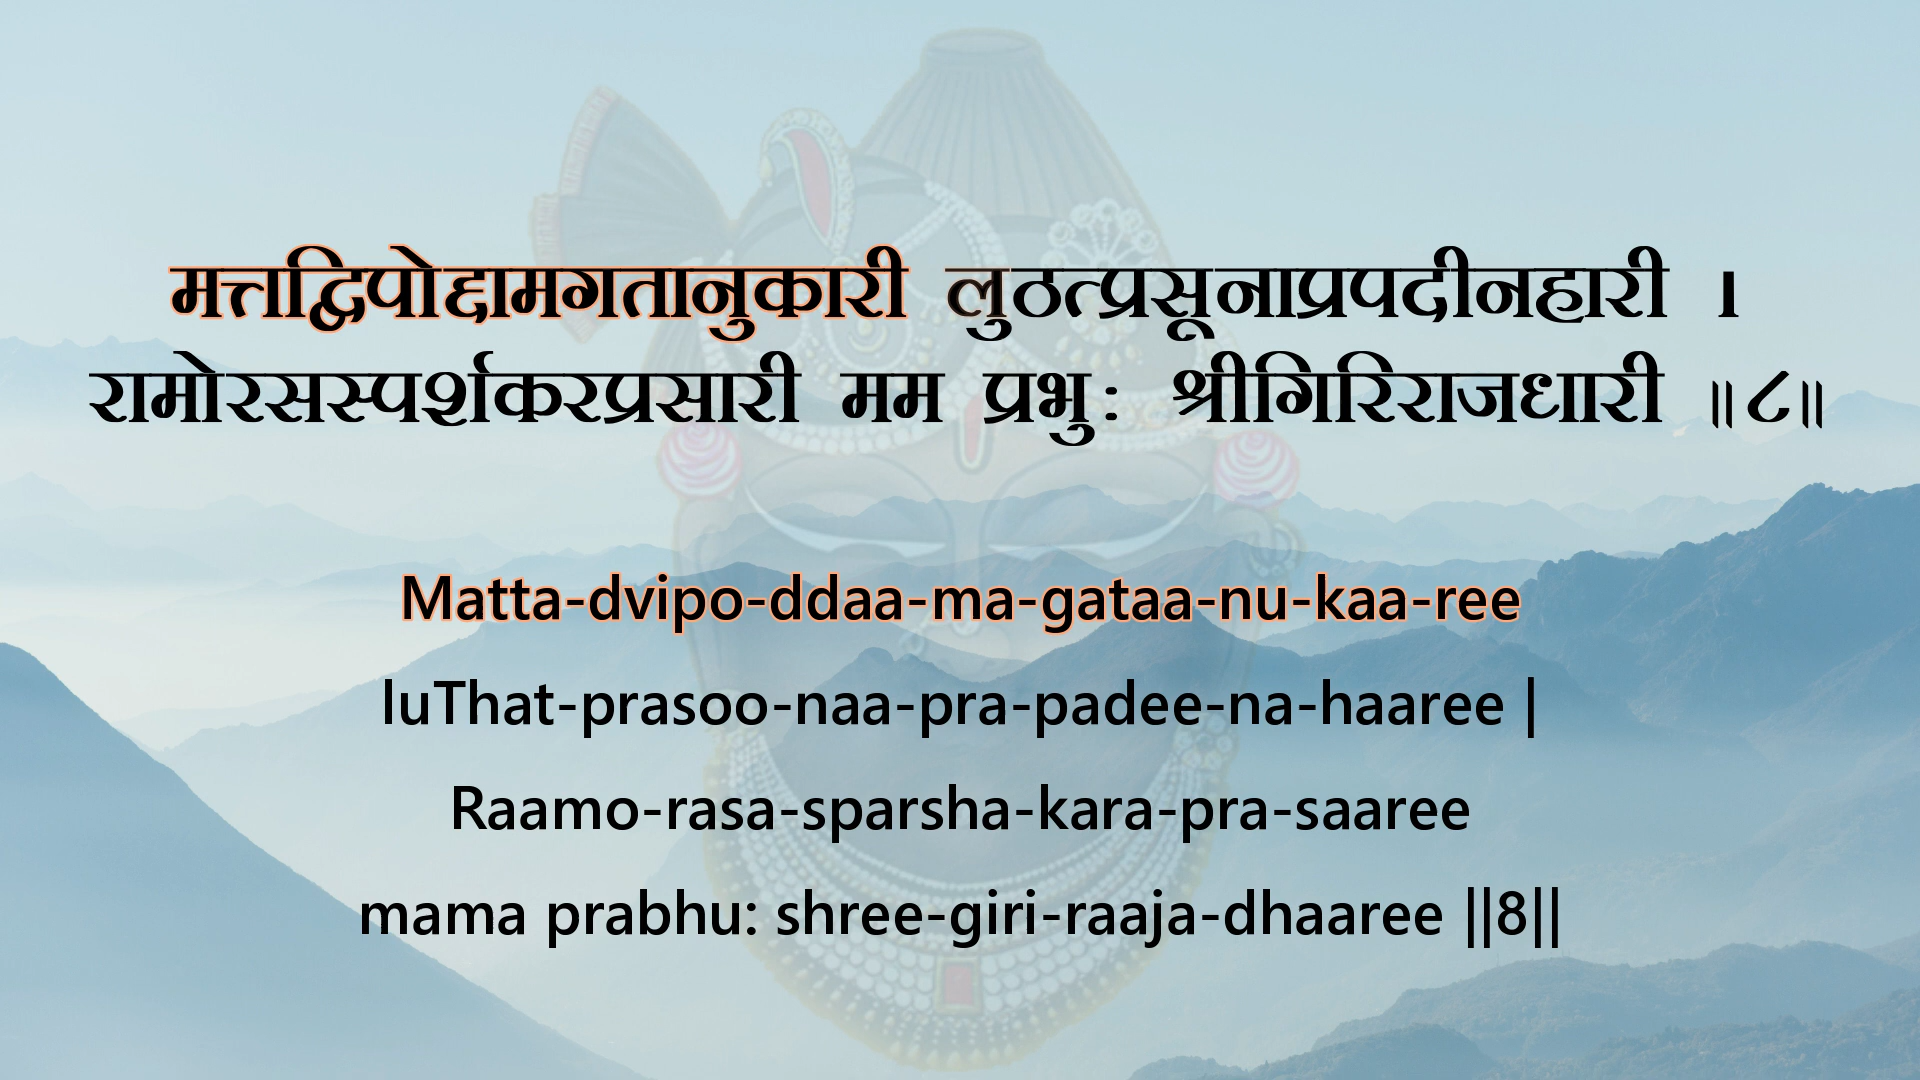 मत्तद्विपोद्दामगतानुकारी लुठत्प्रसूनाप्रपदीनहारी ।
रामोरसस्पर्शकरप्रसारी मम प्रभुः श्रीगिरिराजधारी ॥८॥
Matta-dvipo-ddaa-ma-gataa-nu-kaa-ree
luThat-prasoo-naa-pra-padee-na-haaree |
Raamo-rasa-sparsha-kara-pra-saaree
mama prabhu: shree-giri-raaja-dhaaree ||8||